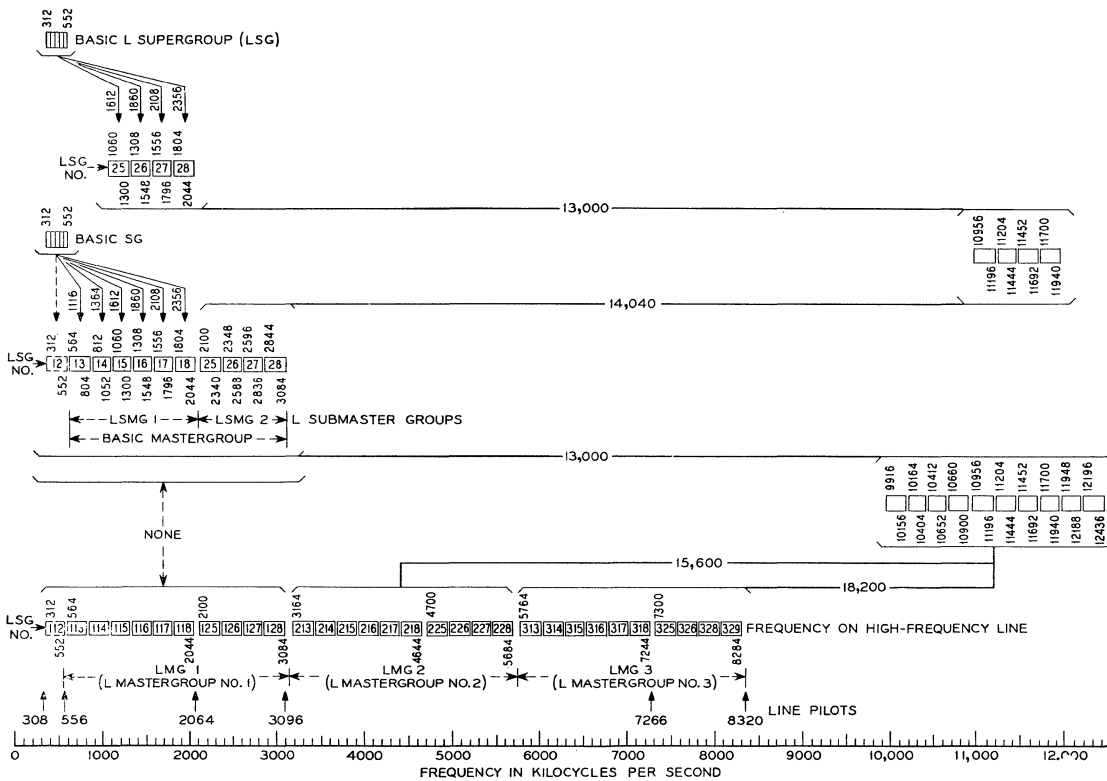 312 552
BASIC L SUPERGROUP (LSG)
1612 1860 2108 2356
1060 1308 1556 1804
LSG NO. 25 26 27 28
1300 1548 1796 2044
13,000
312 552
BASIC SG
10956 11204 11452 11700
11196 11444 11692 11940
1116 1364 1612 1860 2108 2356
14,040
312 564 812 1060 1308 1556 1804 2100 2348 2596 2844
LSG NO. 12 13 14 15 16 17 18 25 26 27 28
552 804 1052 1300 1548 1796 2044 2340 2588 2836 3084
LSMG 1 LSMG 2 L SUBMASTER GROUPS
BASIC MASTERGROUP
13,000
9916 10164 10412 10660 10956 11204 11452 11700 11948 12196
10156 10404 10652 10900 11196 11444 11692 11940 12188 12436
NONE
15,600
18,200
312 564 2100 3164 4700 5764 7300
LSG NO. 112 113 114 115 116 117 118 125 126 127 128 213 214 215 216 217 218 225 226 227 228 313 314 315 316 317 318 325 326 328 329 FREQUENCY ON HIGH-FREQUENCY LINE
552 2044 3084 4644 5684 7244 8284
LMG 1 LMG 2 LMG 3
(L MASTERGROUP NO. 1) (L MASTERGROUP NO. 2) (L MASTERGROUP NO. 3)
308 556 2064 3096 7266 8320 LINE PILOTS
0 1000 2000 3000 4000 5000 6000 7000 8000 9000 10,000 11,000
FREQUENCY IN KILOCYCLES PER SECOND